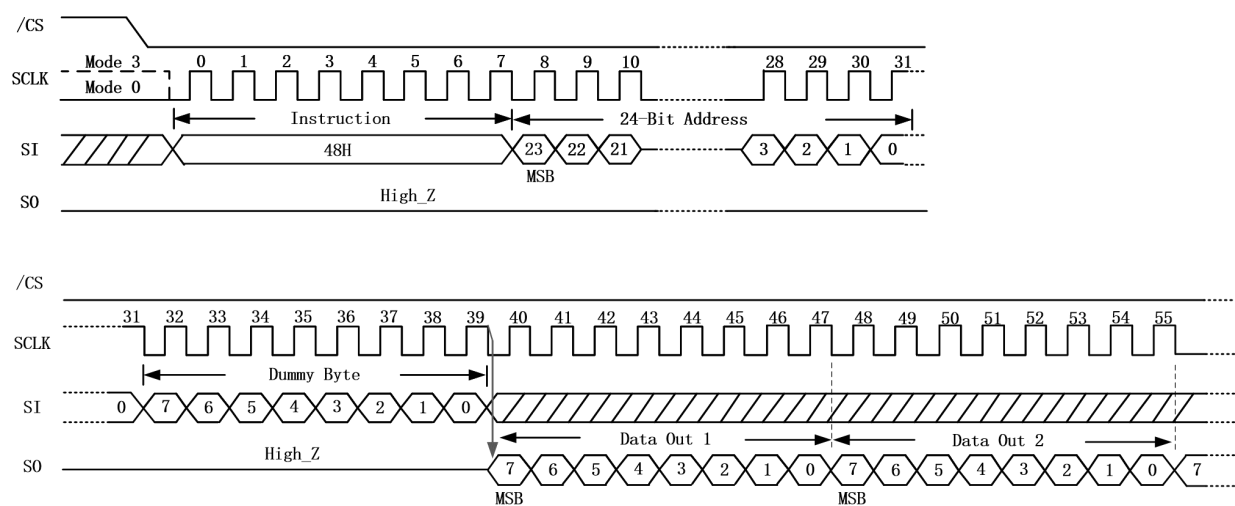 /CS
Mode 3
SCLK
Mode 0
0 1 2 3 4 5 6 7 8 9 10 28 29 30 31
Instruction 24-Bit Address
SI 48H 23 22 21 3 2 1 0
MSB
High_Z
SO
/CS
31 32 33 34 35 36 37 38 39 40 41 42 43 44 45 46 47 48 49 50 51 52 53 54 55
SCLK
Dummy Byte
SI 0 7 6 5 4 3 2 1 0
High_Z Data Out 1 Data Out 2
SO 7 6 5 4 3 2 1 0 7 6 5 4 3 2 1 0 7
MSB MSB